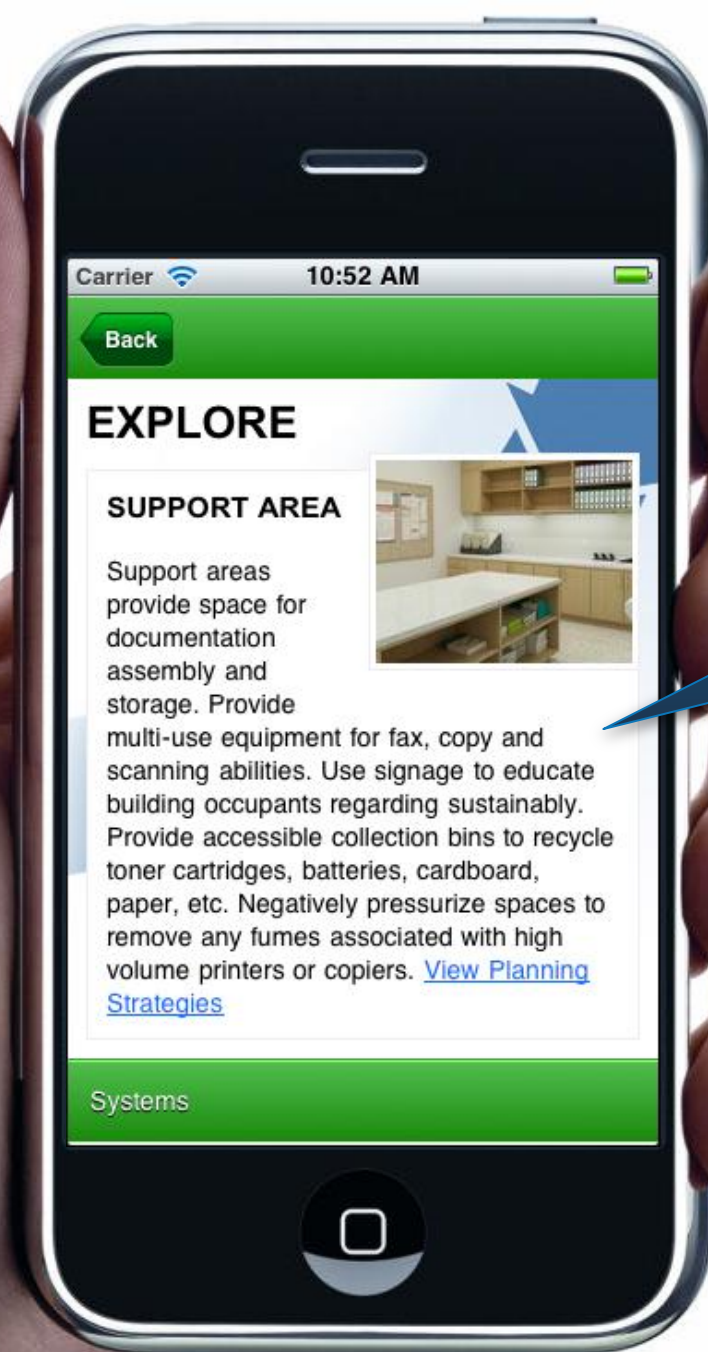 Carrier 10:52 AM
Back
EXPLORE
SUPPORT AREA
Support areas
provide space for
documentation
assembly and
storage. Provide
multi-use equipment for fax, copy and
scanning abilities. Use signage to educate
building occupants regarding sustainably.
Provide accessible collection bins to recycle
toner cartridges, batteries, cardboard,
paper, etc. Negatively pressurize spaces to
remove any fumes associated with high
volume printers or copiers. View Planning
Strategies
Systems